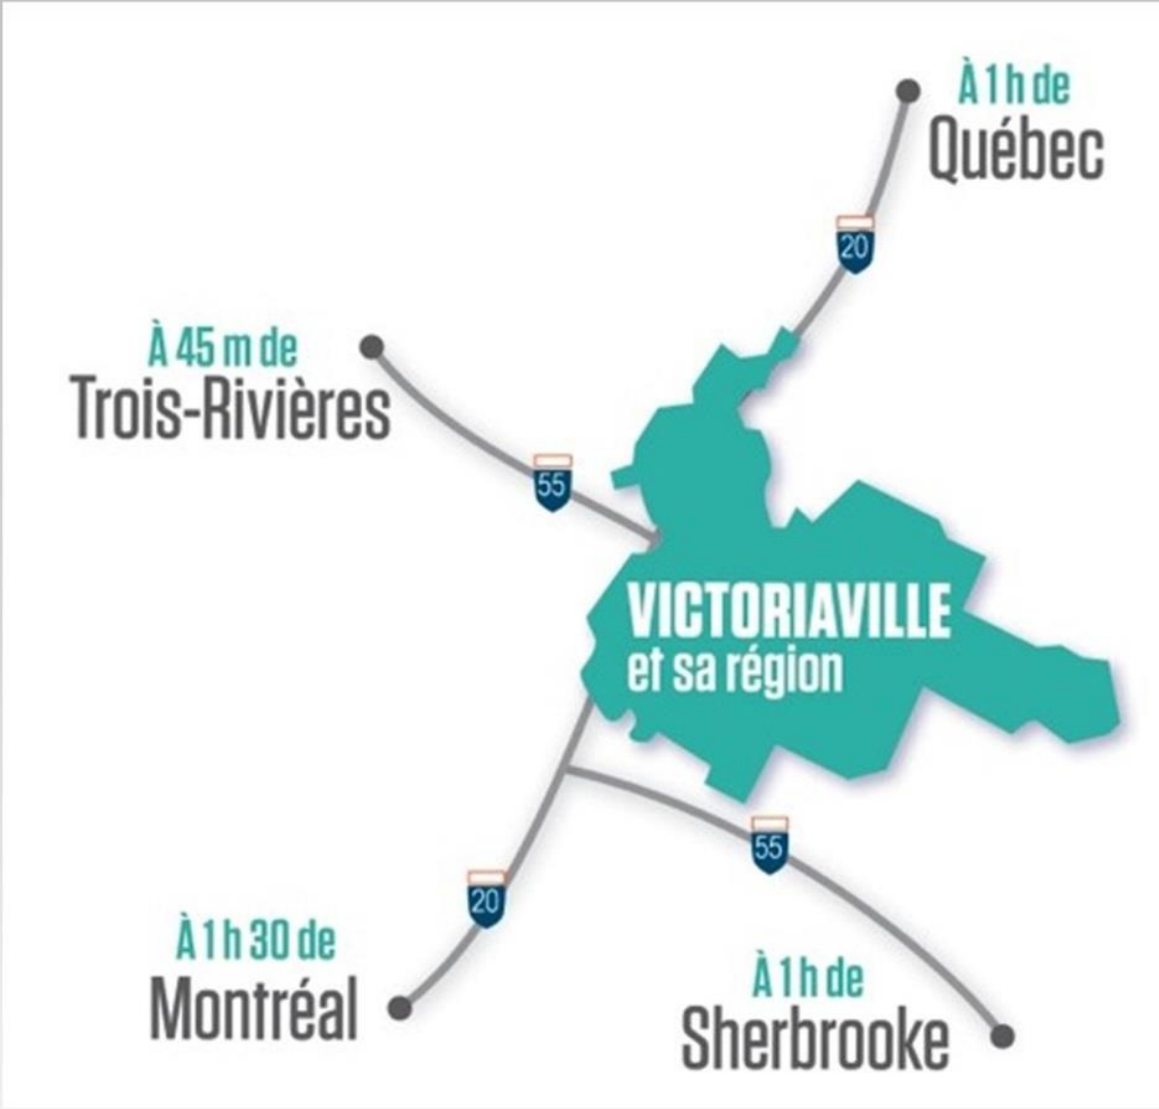 À 1 h de
Québec
20
À 45 m de
Trois-Rivières
55
VICTORIAVILLE
et sa région
55
20
À 1 h 30 de
Montréal
À 1 h de
Sherbrooke